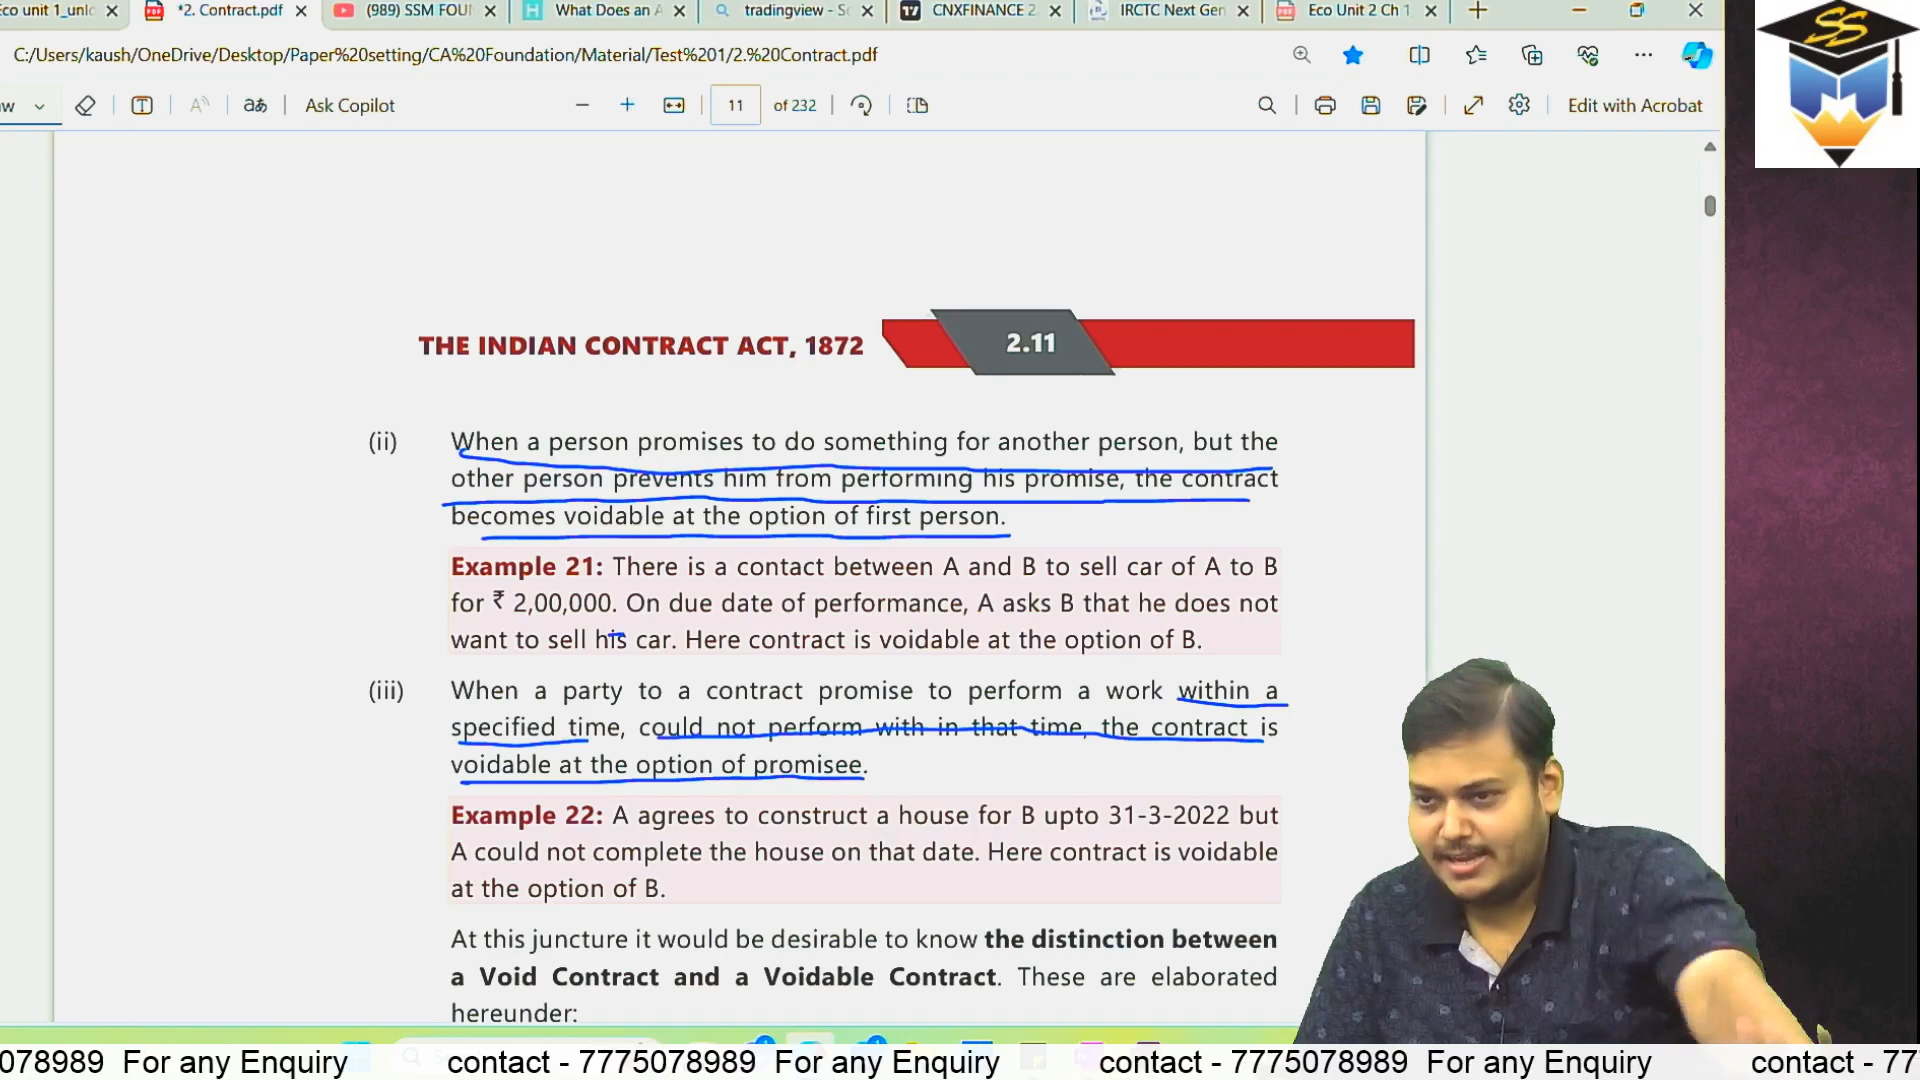 Eco unit 1_unlo
*2. Contract.pdf
(989) SSM FOUI
What Does an A
tradingview - Se
CNXFINANCE 2
IRCTC Next Gen
Eco Unit 2 Ch 1
C:/Users/kaush/OneDrive/Desktop/Paper%20setting/CA%20Foundation/Material/Test%201/2.%20Contract.pdf
Ask Copilot
11 of 232
Edit with Acrobat
SS
THE INDIAN CONTRACT ACT, 1872
2.11
(ii) When a person promises to do something for another person, but the
other person prevents him from performing his promise, the contract
becomes voidable at the option of first person.
Example 21: There is a contact between A and B to sell car of A to B
for ₹ 2,00,000. On due date of performance, A asks B that he does not
want to sell his car. Here contract is voidable at the option of B.
(iii) When a party to a contract promise to perform a work within a
specified time, could not perform with in that time, the contract is
voidable at the option of promisee.
Example 22: A agrees to construct a house for B upto 31-3-2022 but
A could not complete the house on that date. Here contract is voidable
at the option of B.
At this juncture it would be desirable to know the distinction between
a Void Contract and a Voidable Contract. These are elaborated
hereunder:
078989 For any Enquiry contact - 7775078989 For any Enquiry contact - 7775078989 For any Enquiry contact - 77